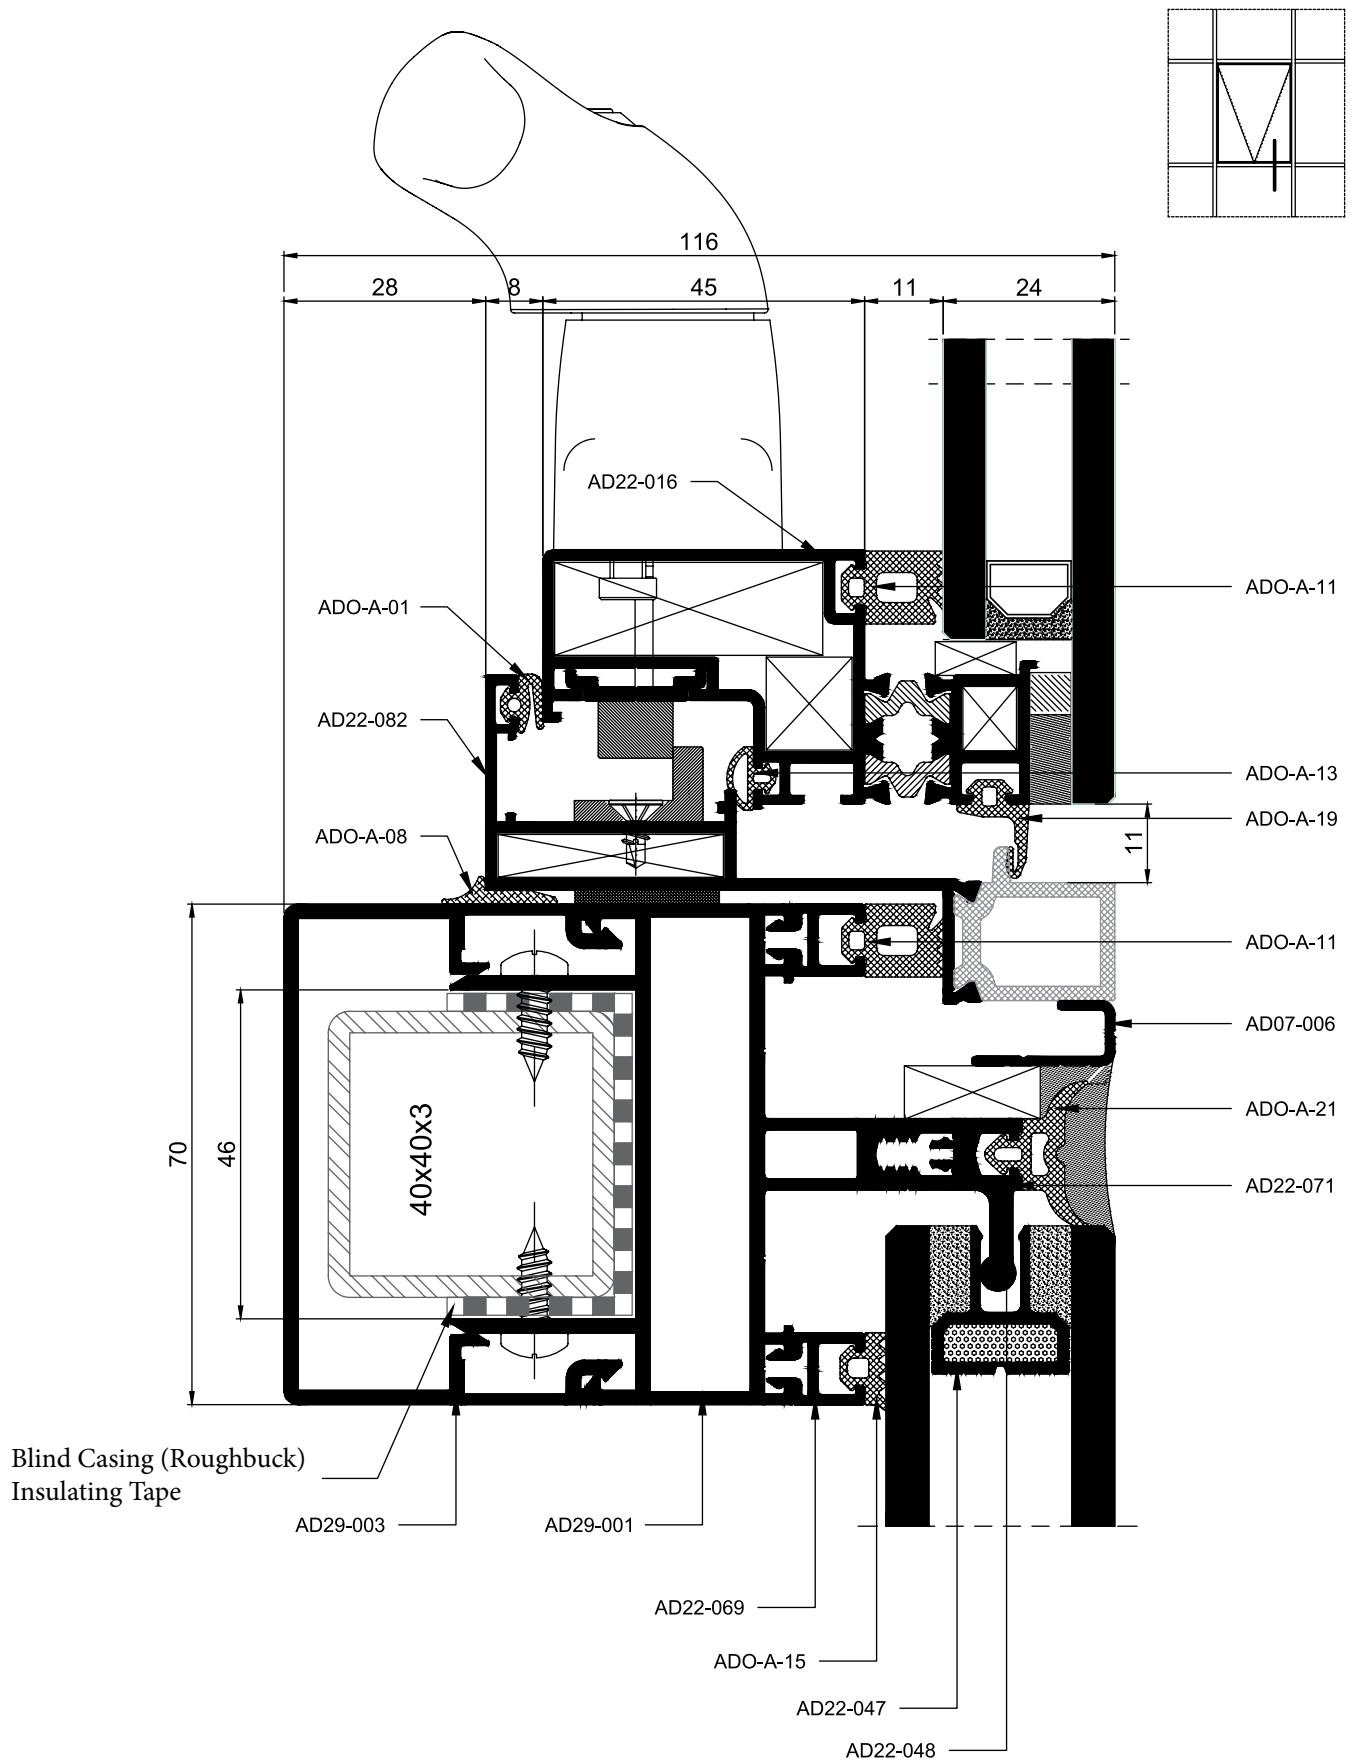 116
28
8
45
11
24
AD22-016
ADO-A-11
ADO-A-01
AD22-082
ADO-A-13
ADO-A-19
ADO-A-08
11
ADO-A-11
AD07-006
ADO-A-21
70
46
40x40x3
AD22-071
Blind Casing (Roughbuck)
Insulating Tape
AD29-003
AD29-001
AD22-069
ADO-A-15
AD22-047
AD22-048